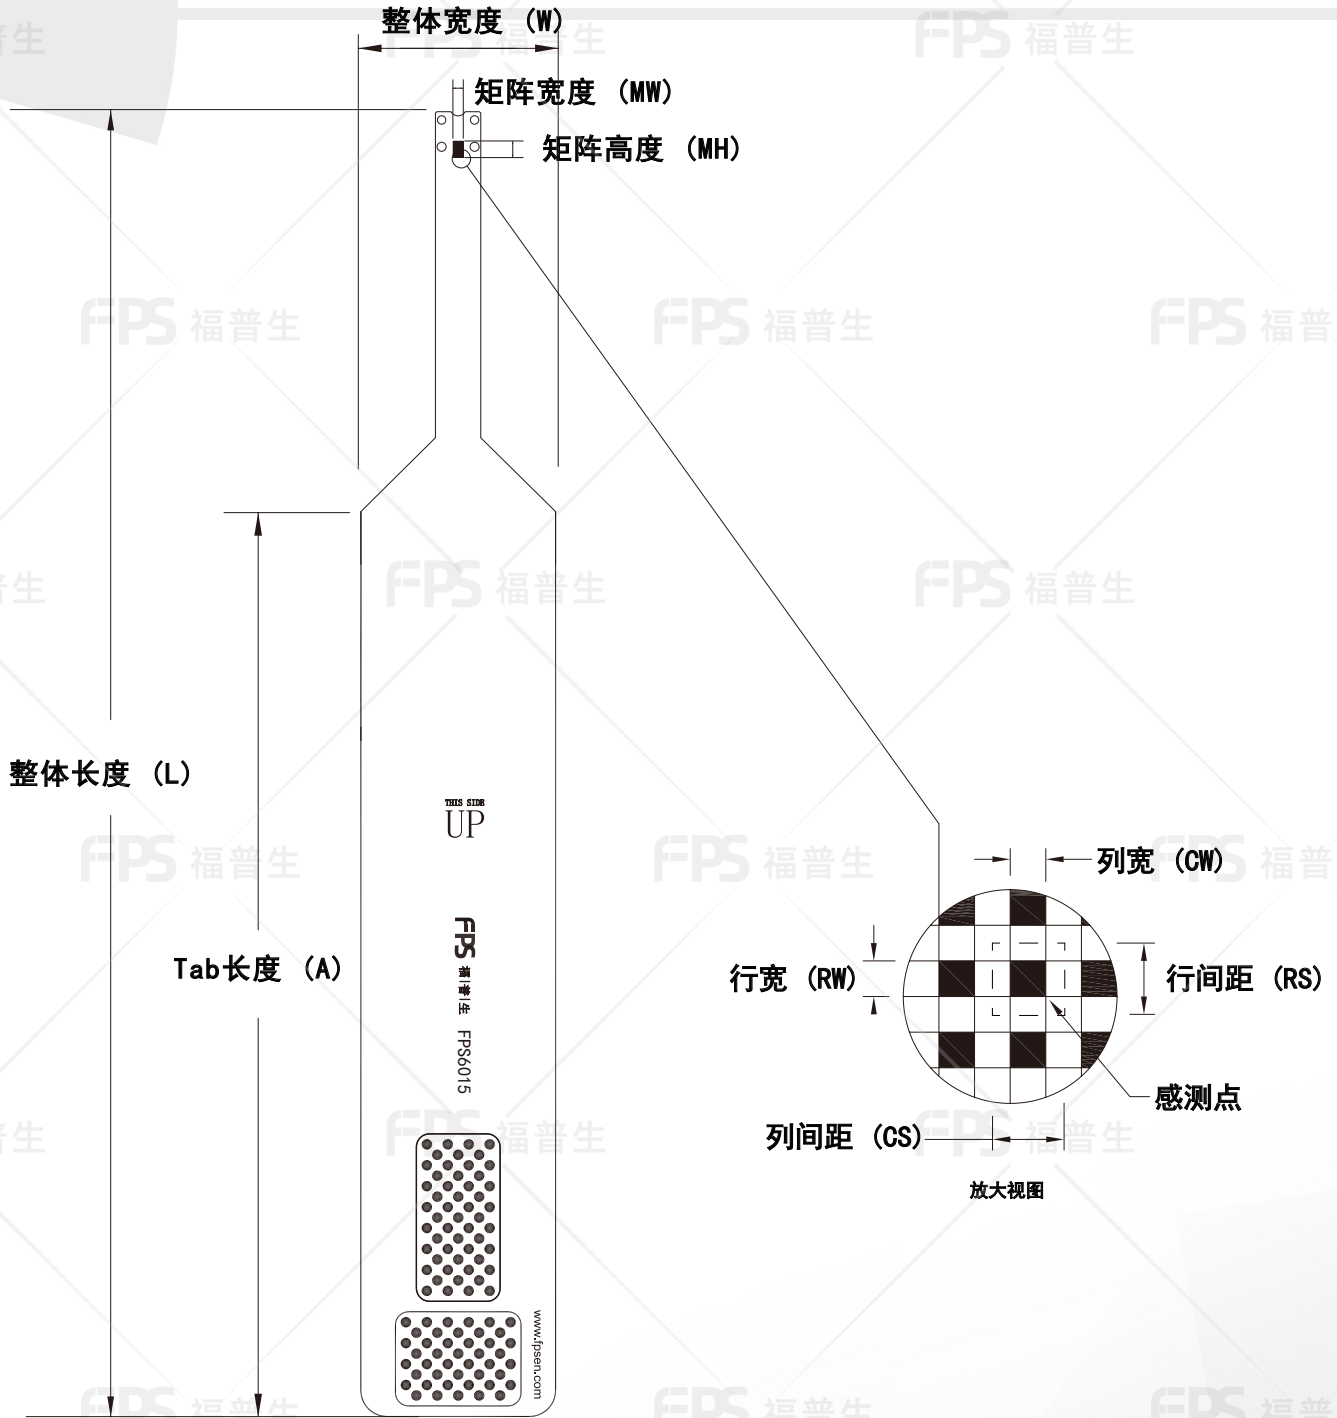 整体宽度 (W)
矩阵宽度 (MW)
矩阵高度 (MH)
整体长度 (L)
THIS SIDE
UP
Tab长度 (A)
FPS 福|普|生 FPS6015
www.fpsen.com
列宽 (CW)
行宽 (RW)
行间距 (RS)
感测点
列间距 (CS)
放大视图
FPS 福普生